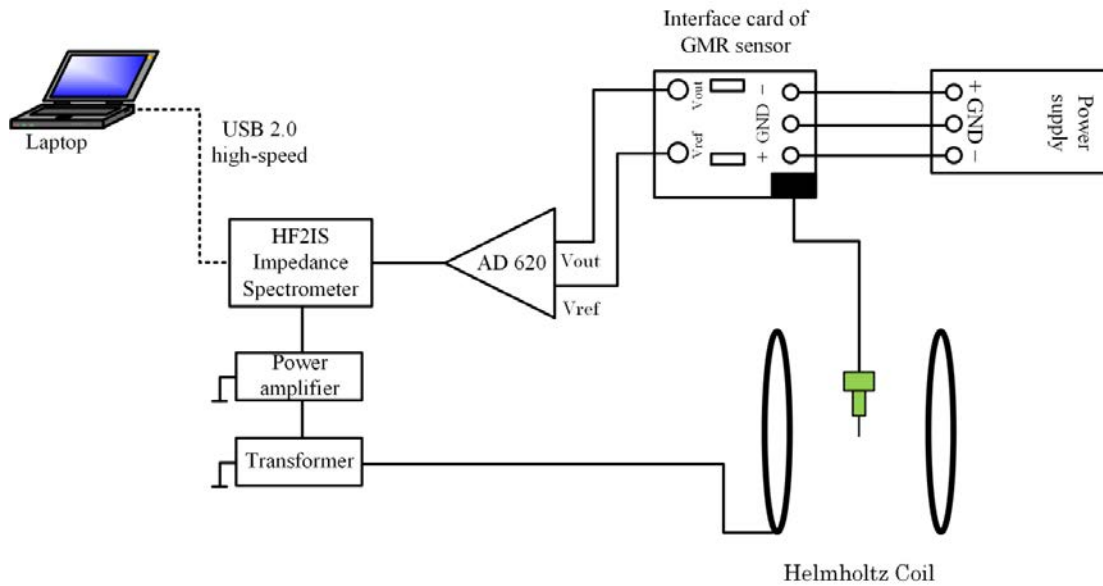 Interface card of
GMR sensor
Laptop
USB 2.0
high-speed
Vout
Vref
−
GND
+
+
GND
−
Power
supply
HF2IS
Impedance
Spectrometer
AD 620
Vout
Vref
Power
amplifier
Transformer
Helmholtz Coil